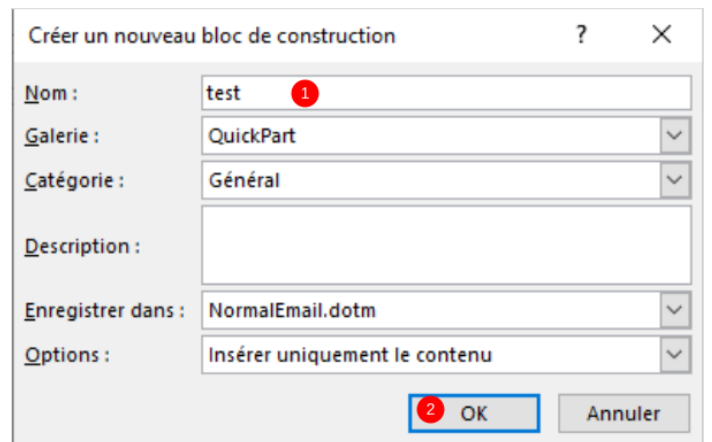 Créer un nouveau bloc de construction ? ×
Nom : test 1
Galerie : QuickPart
Catégorie : Général
Description :
Enregistrer dans : NormalEmail.dotm
Options : Insérer uniquement le contenu
2 OK Annuler